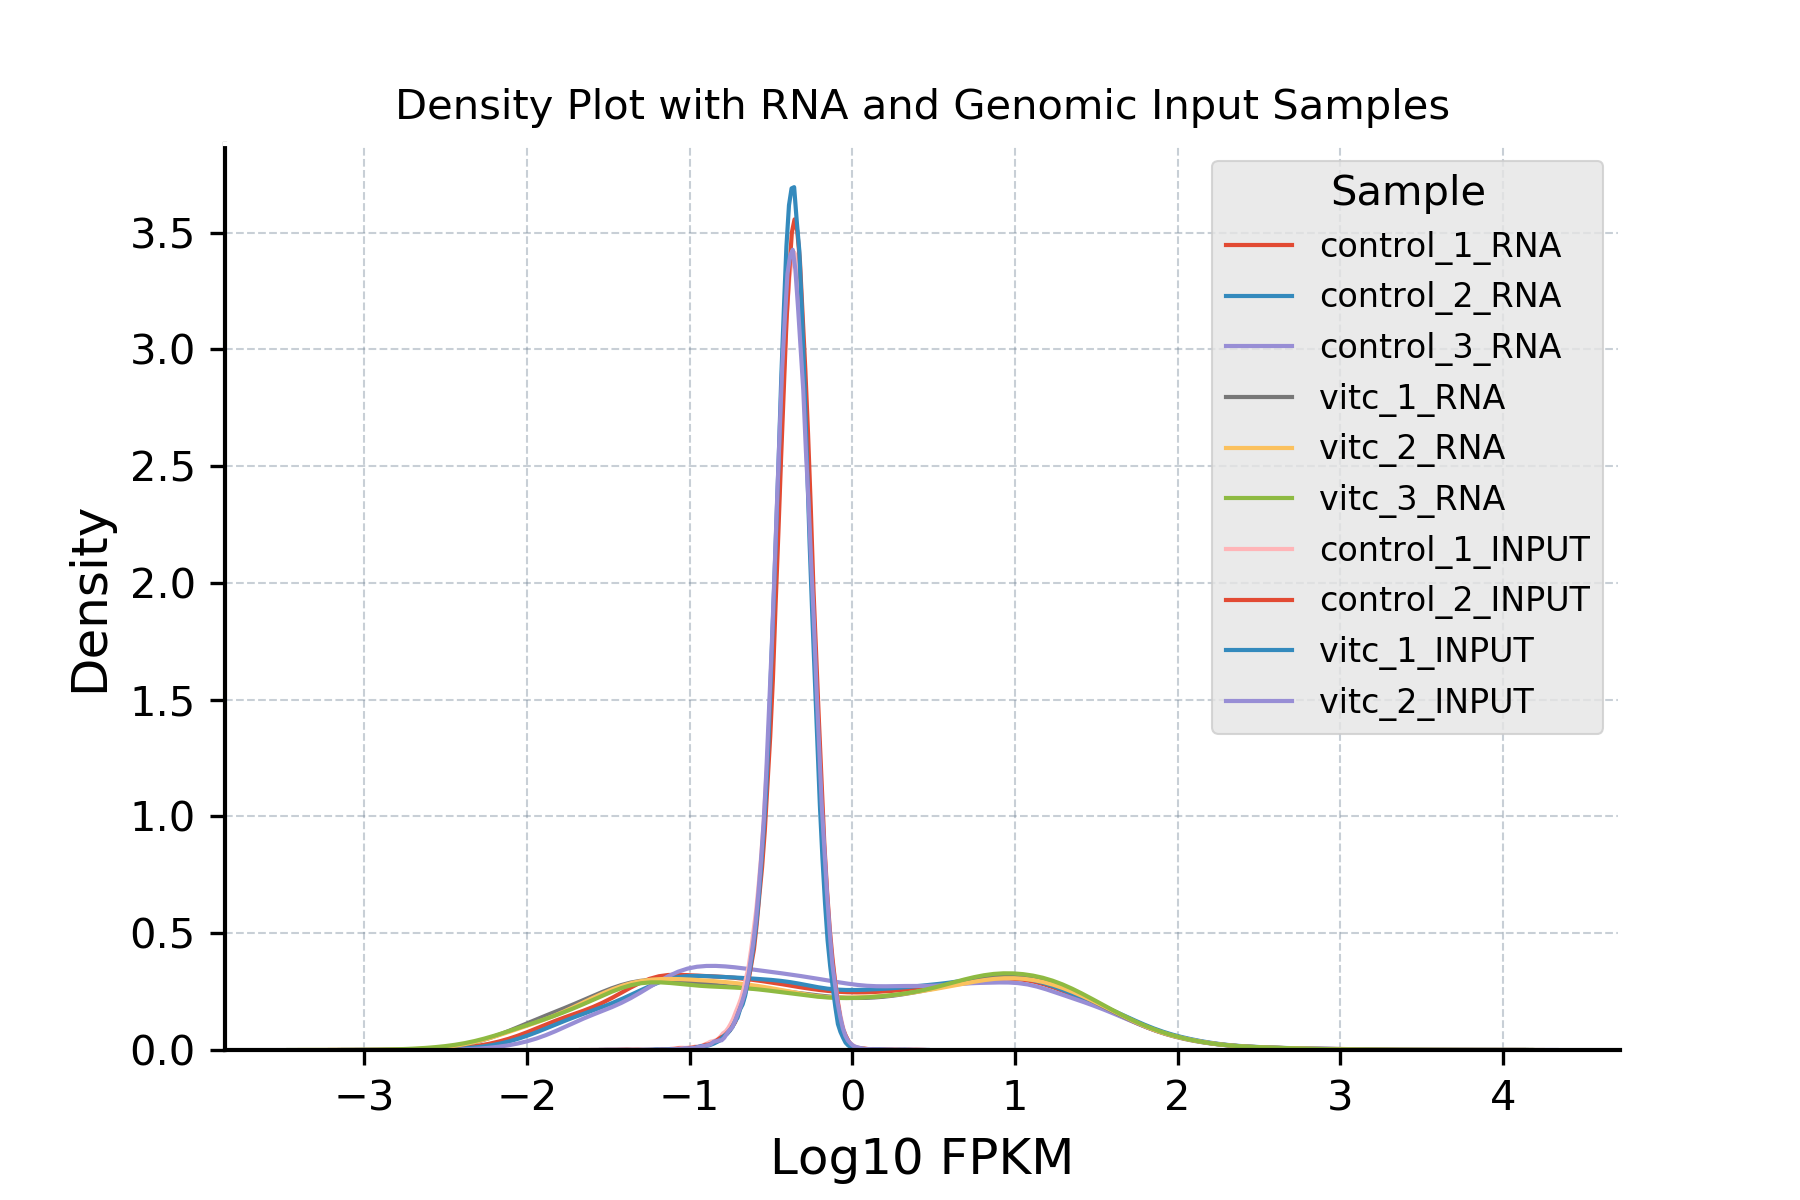 Density Plot with RNA and Genomic Input Samples
Sample
control_1_RNA
control_2_RNA
control_3_RNA
vitc_1_RNA
vitc_2_RNA
vitc_3_RNA
control_1_INPUT
control_2_INPUT
vitc_1_INPUT
vitc_2_INPUT
Density
3.5
3.0
2.5
2.0
1.5
1.0
0.5
0.0
−3 −2 −1 0 1 2 3 4
Log10 FPKM